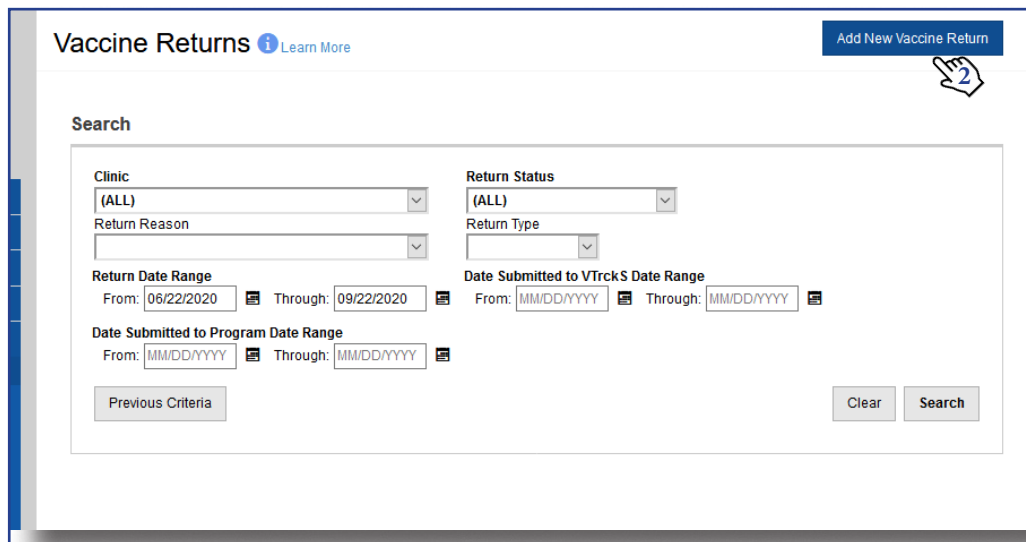 Vaccine Returns i Learn More
Add New Vaccine Return
2
Search
Clinic Return Status
(ALL) (ALL)
Return Reason Return Type
Return Date Range Date Submitted to VTrckS Date Range
From: 06/22/2020 Through: 09/22/2020 From: MM/DD/YYYY Through: MM/DD/YYYY
Date Submitted to Program Date Range
From: MM/DD/YYYY Through: MM/DD/YYYY
Previous Criteria Clear Search